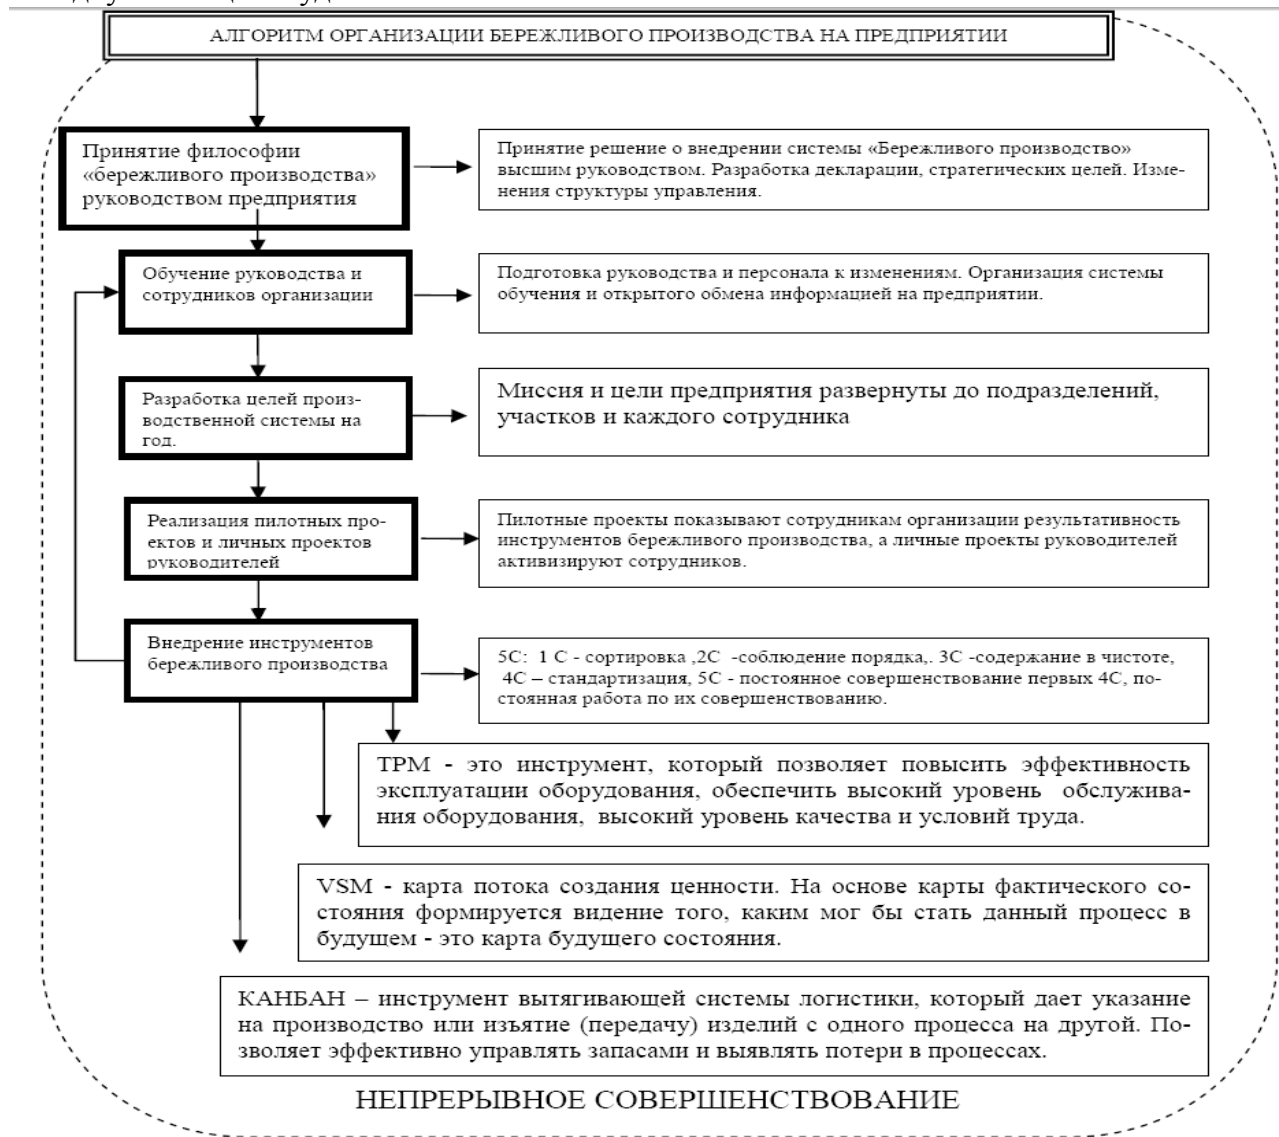 АЛГОРИТМ ОРГАНИЗАЦИИ БЕРЕЖЛИВОГО ПРОИЗВОДСТВА НА ПРЕДПРИЯТИИ
Принятие философии
«бережливого производства»
руководством предприятия
Принятие решение о внедрении системы «Бережливого производство»
высшим руководством. Разработка декларации, стратегических целей. Изме-
нения структуры управления.
Обучение руководства и
сотрудников организации
Подготовка руководства и персонала к изменениям. Организация системы
обучения и открытого обмена информацией на предприятии.
Разработка целей произ-
водственной системы на
год.
Миссия и цели предприятия развернуты до подразделений,
участков и каждого сотрудника
Реализация пилотных про-
ектов и личных проектов
руководителей
Пилотные проекты показывают сотрудникам организации результативность
инструментов бережливого производства, а личные проекты руководителей
активизируют сотрудников.
Внедрение инструментов
бережливого производства
5С: 1 С - сортировка ,2С -соблюдение порядка,. 3С -содержание в чистоте,
4С – стандартизация, 5С - постоянное совершенствование первых 4С, по-
стоянная работа по их совершенствованию.
ТРМ - это инструмент, который позволяет повысить эффективность
эксплуатации оборудования, обеспечить высокий уровень обслужива-
ния оборудования, высокий уровень качества и условий труда.
VSM - карта потока создания ценности. На основе карты фактического со-
стояния формируется видение того, каким мог бы стать данный процесс в
будущем - это карта будущего состояния.
КАНБАН – инструмент вытягивающей системы логистики, который дает указание
на производство или изъятие (передачу) изделий с одного процесса на другой. По-
зволяет эффективно управлять запасами и выявлять потери в процессах.
НЕПРЕРЫВНОЕ СОВЕРШЕНСТВОВАНИЕ